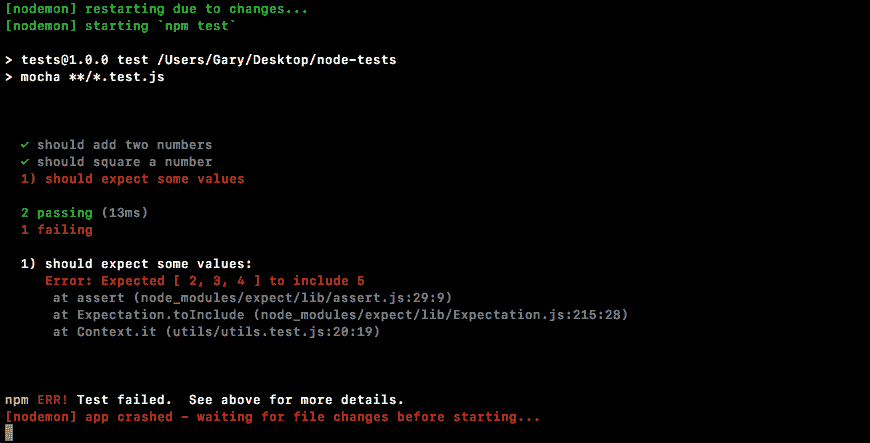 [nodemon] restarting due to changes...
[nodemon] starting `npm test`
> tests@1.0.0 test /Users/Gary/Desktop/node-tests
> mocha **/*.test.js
✓ should add two numbers
✓ should square a number
1) should expect some values
2 passing (13ms)
1 failing
1) should expect some values:
Error: Expected [ 2, 3, 4 ] to include 5
at assert (node_modules/expect/lib/assert.js:29:9)
at Expectation.toInclude (node_modules/expect/lib/Expectation.js:215:28)
at Context.it (utils/utils.test.js:20:19)
npm ERR! Test failed.  See above for more details.
[nodemon] app crashed - waiting for file changes before starting...